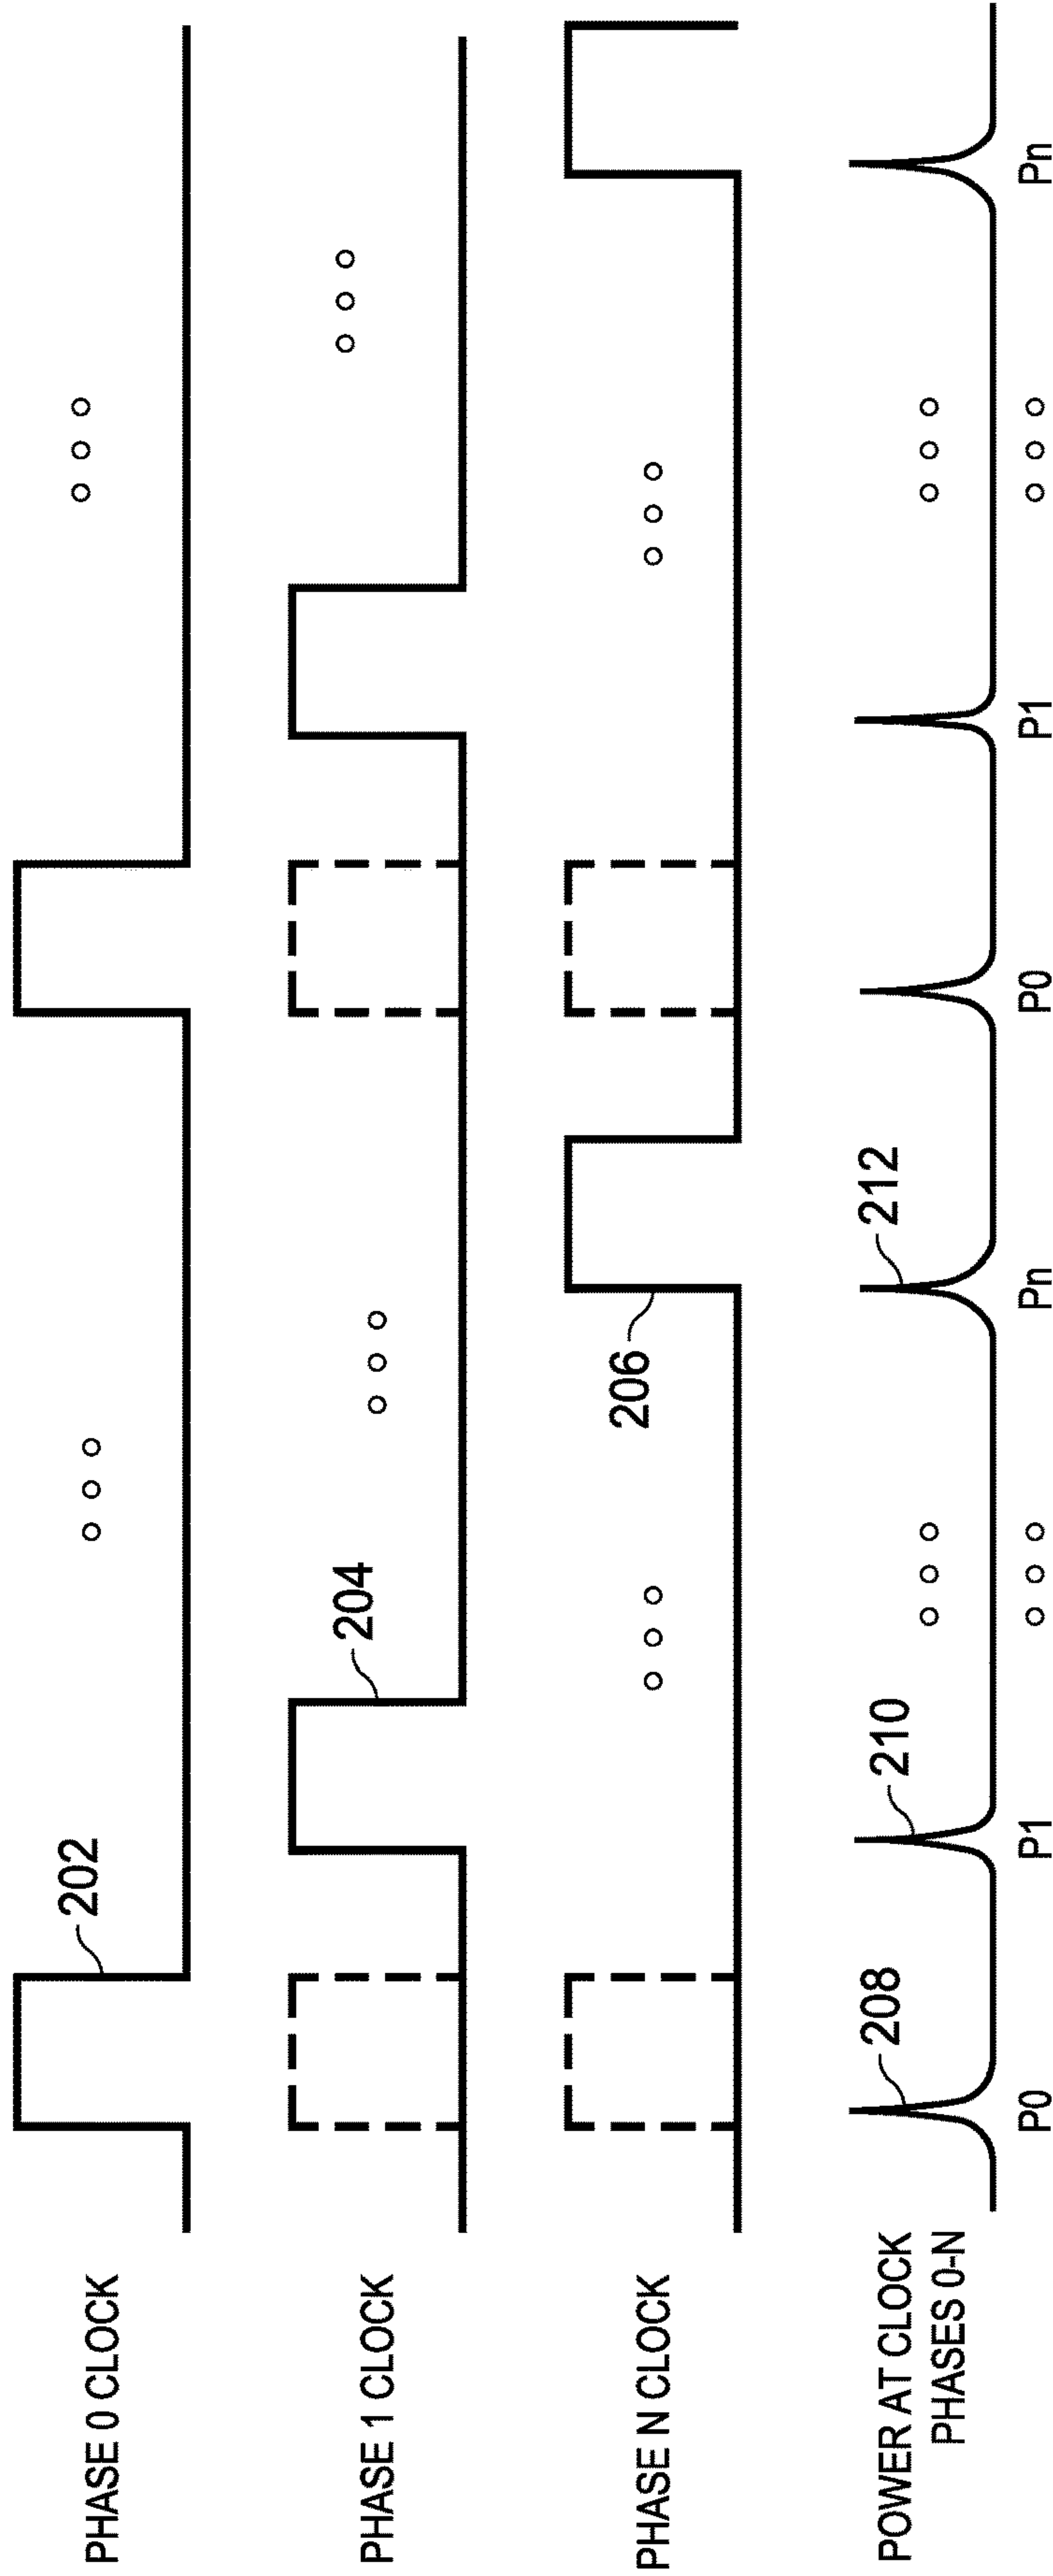 PHASE 0 CLOCK
202
PHASE 1 CLOCK
204
PHASE N CLOCK
206
POWER AT CLOCK
PHASES 0-N
208
210
212
P0
P1
Pn
P0
P1
Pn